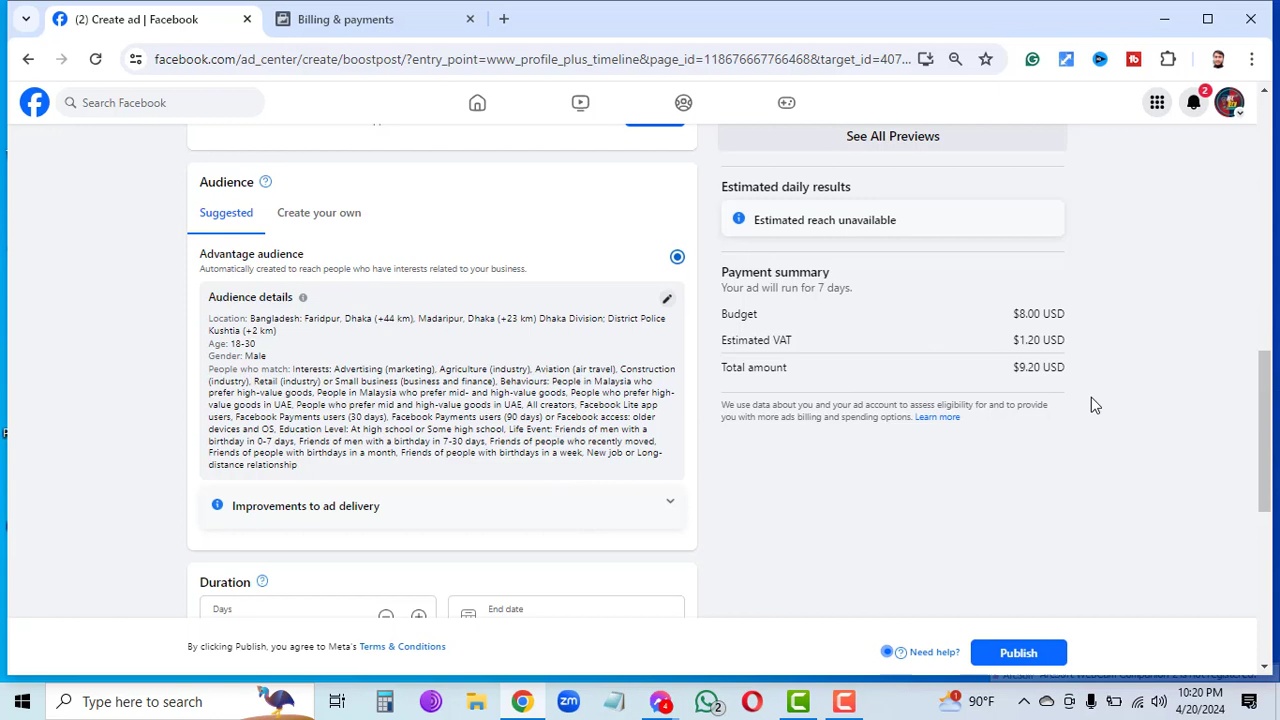 (2) Create ad | Facebook
Billing & payments
facebook.com/ad_center/create/boostpost/?entry_point=www_profile_plus_timeline&page_id=118676667766468&target_id=407...
Search Facebook
2
See All Previews
Audience
Suggested
Create your own
Advantage audience
Automatically created to reach people who have interests related to your business.
Audience details
Location: Bangladesh: Faridpur, Dhaka (+44 km), Madaripur, Dhaka (+23 km) Dhaka Division; District Police
Kushtia (+2 km)
Age: 18-30
Gender: Male
People who match: Interests: Advertising (marketing), Agriculture (industry), Aviation (air travel), Construction
(industry), Retail (industry) or Small business (business and finance), Behaviours: People in Malaysia who
prefer high-value goods, People in Malaysia who prefer mid- and high-value goods, People who prefer high-
value goods in UAE, People who prefer mid and high-value goods in UAE, All creators, Facebook Lite app
users, Facebook Payments users (30 days), Facebook Payments users (90 days) or Facebook access: older
devices and OS, Education Level: At high school or Some high school, Life Event: Friends of men with a
birthday in 0-7 days, Friends of men with a birthday in 7-30 days, Friends of people who recently moved,
Friends of people with birthdays in a month, Friends of people with birthdays in a week, New job or Long-
distance relationship
Improvements to ad delivery
Duration
Days
End date
Estimated daily results
Estimated reach unavailable
Payment summary
Your ad will run for 7 days.
Budget
$8.00 USD
Estimated VAT
$1.20 USD
Total amount
$9.20 USD
We use data about you and your ad account to assess eligibility for and to provide
you with more ads billing and spending options. Learn more
By clicking Publish, you agree to Meta's Terms & Conditions
Need help?
Publish
Type here to search
4
2
90°F
10:20 PM
4/20/2024